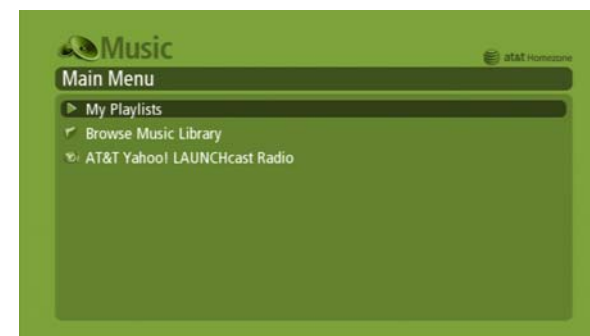 Music
at&t Homezone
Main Menu
My Playlists
Browse Music Library
AT&T Yahoo! LAUNCHcast Radio